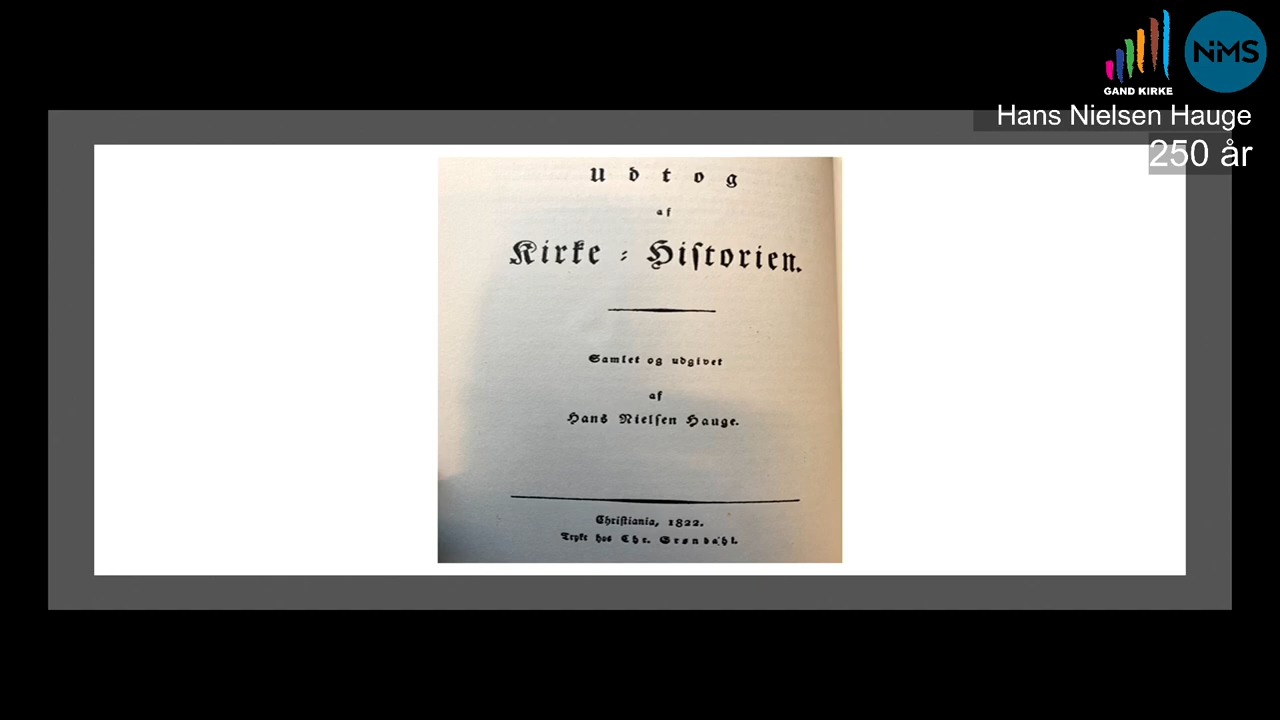 GAND KIRKE
NMS
Hans Nielsen Hauge
250 år
Udtog
af
Kirke-Historien.
Samlet og udgivet
af
Hans Nielsen Hauge.
Christiania, 1822.
Trykt hos Chr. Grøndahl.